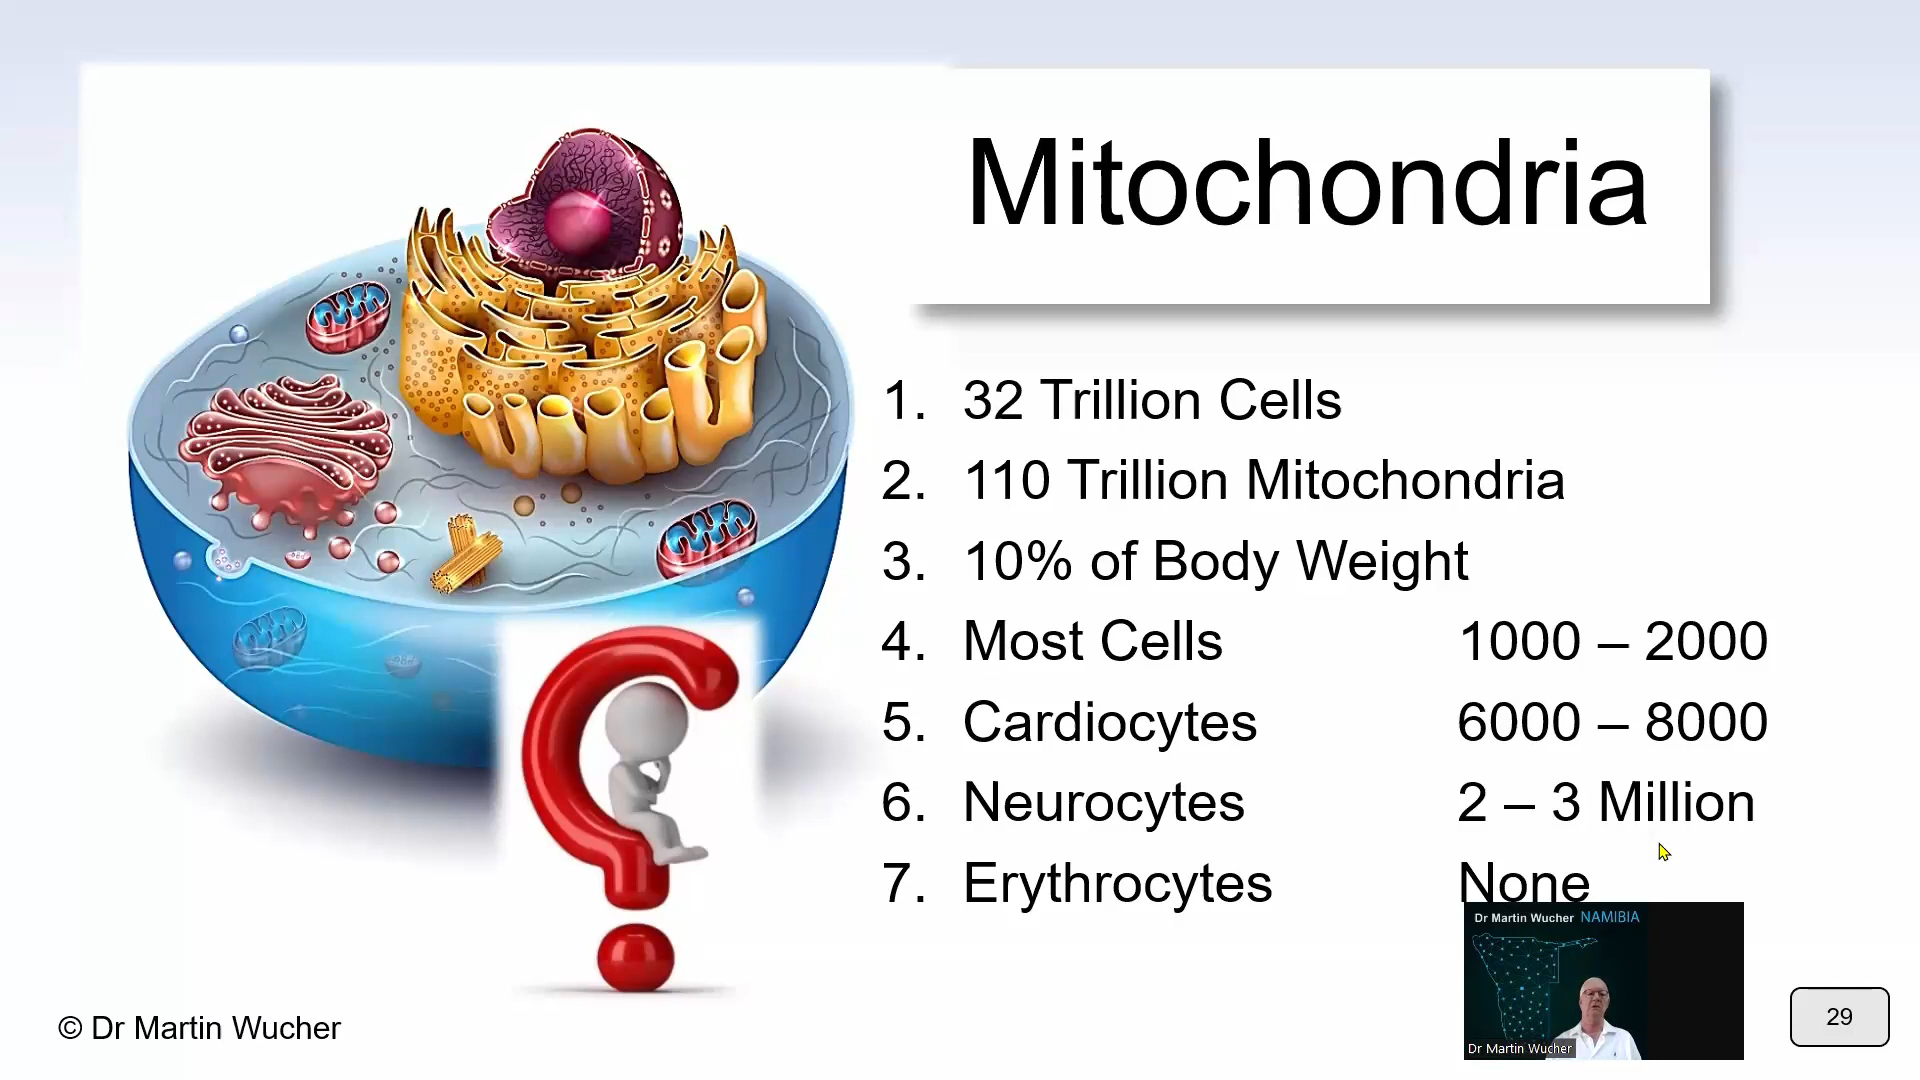 Mitochondria
1. 32 Trillion Cells
2. 110 Trillion Mitochondria
3. 10% of Body Weight
4. Most Cells 1000 – 2000
5. Cardiocytes 6000 – 8000
6. Neurocytes 2 – 3 Million
7. Erythrocytes None
Dr Martin Wucher NAMIBIA
Dr Martin Wucher
© Dr Martin Wucher
29